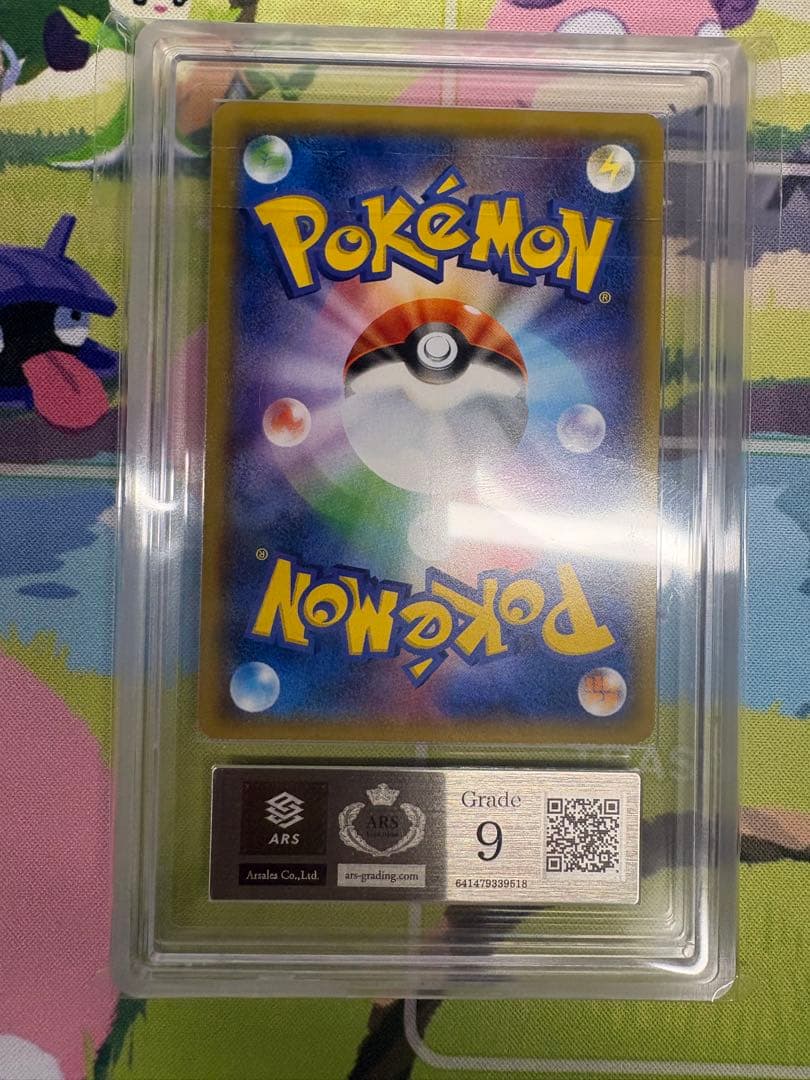 POKéMON
®
®
POKéMON
ARS
ARS
Grade
9
Arsales Co.,Ltd.
ars-grading.com
641479339518